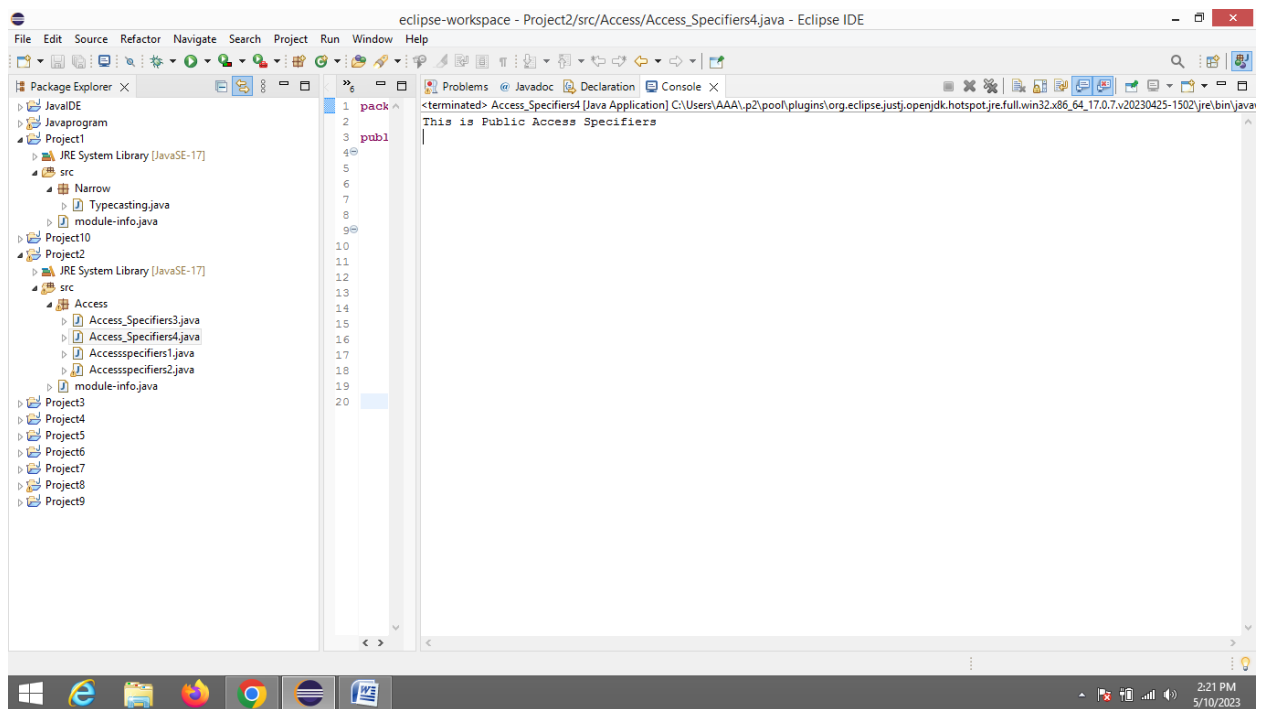 eclipse-workspace - Project2/src/Access/Access_Specifiers4.java - Eclipse IDE
File Edit Source Refactor Navigate Search Project Run Window Help
Package Explorer
JavaIDE
Javaprogram
Project1
JRE System Library [JavaSE-17]
src
Narrow
Typecasting.java
module-info.java
Project10
Project2
JRE System Library [JavaSE-17]
src
Access
Access_Specifiers3.java
Access_Specifiers4.java
Accessspecifiers1.java
Accessspecifiers2.java
module-info.java
Project3
Project4
Project5
Project6
Project7
Project8
Project9
»6
1 pack
2
3 publ
4
5
6
7
8
9
10
11
12
13
14
15
16
17
18
19
20
Problems @ Javadoc Declaration Console
<terminated> Access_Specifiers4 [Java Application] C:\Users\AAA\.p2\pool\plugins\org.eclipse.justj.openjdk.hotspot.jre.full.win32.x86_64_17.0.7.v20230425-1502\jre\bin\java
This is Public Access Specifiers
2:21 PM
5/10/2023